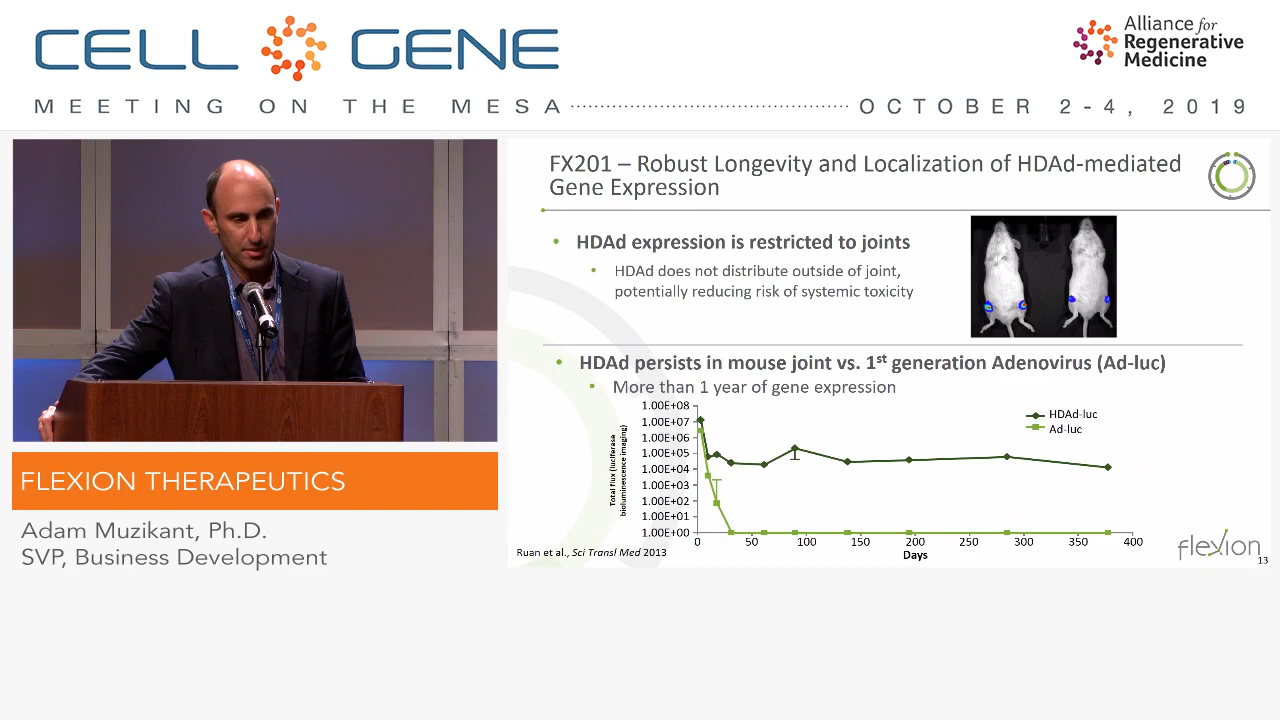 CELL GENE
Alliance for
Regenerative
Medicine
MEETING ON THE MESA
OCTOBER 2-4, 2019
FX201 – Robust Longevity and Localization of HDAd-mediated
Gene Expression
• HDAd expression is restricted to joints
• HDAd does not distribute outside of joint,
potentially reducing risk of systemic toxicity
• HDAd persists in mouse joint vs. 1st generation Adenovirus (Ad-luc)
• More than 1 year of gene expression
Total flux (luciferase
bioluminescence imaging)
1.00E+08
1.00E+07
1.00E+06
1.00E+05
1.00E+04
1.00E+03
1.00E+02
1.00E+01
1.00E+00
HDAd-luc
Ad-luc
0 50 100 150 200 250 300 350 400
Days
Ruan et al., Sci Transl Med 2013
flexion
13
FLEXION THERAPEUTICS
Adam Muzikant, Ph.D.
SVP, Business Development